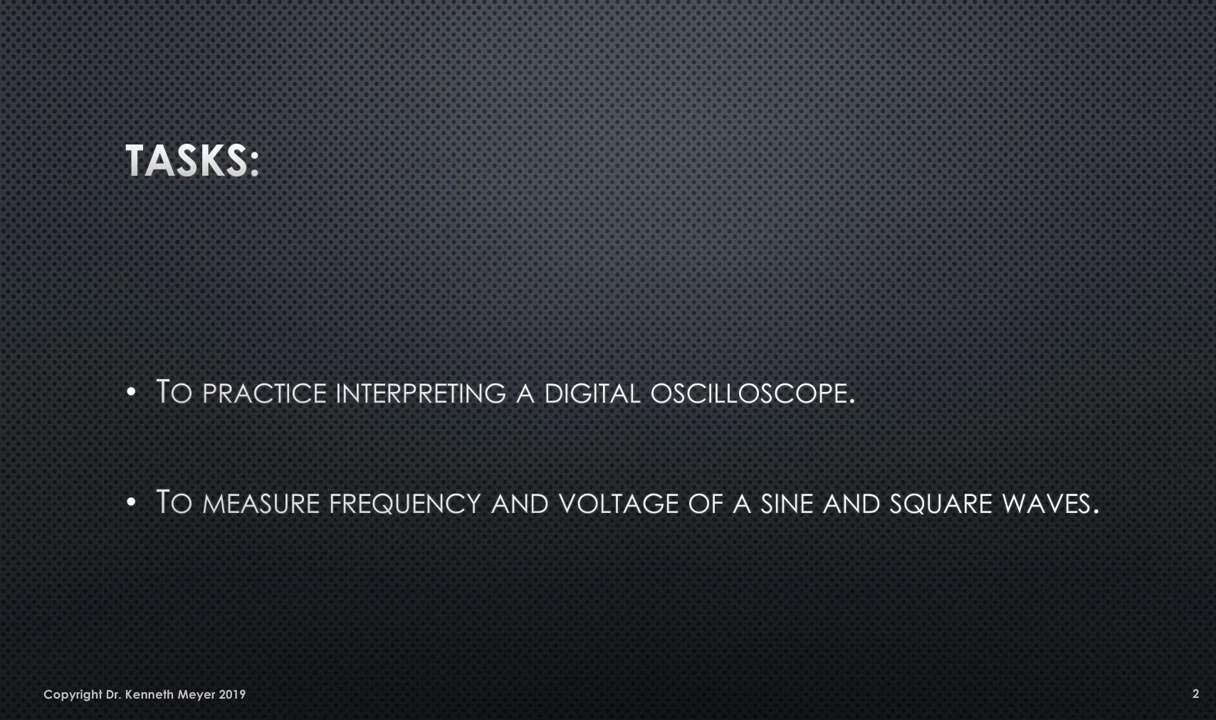 TASKS:
• To practice interpreting a digital oscilloscope.
• To measure frequency and voltage of a sine and square waves.
Copyright Dr. Kenneth Meyer 2019
2